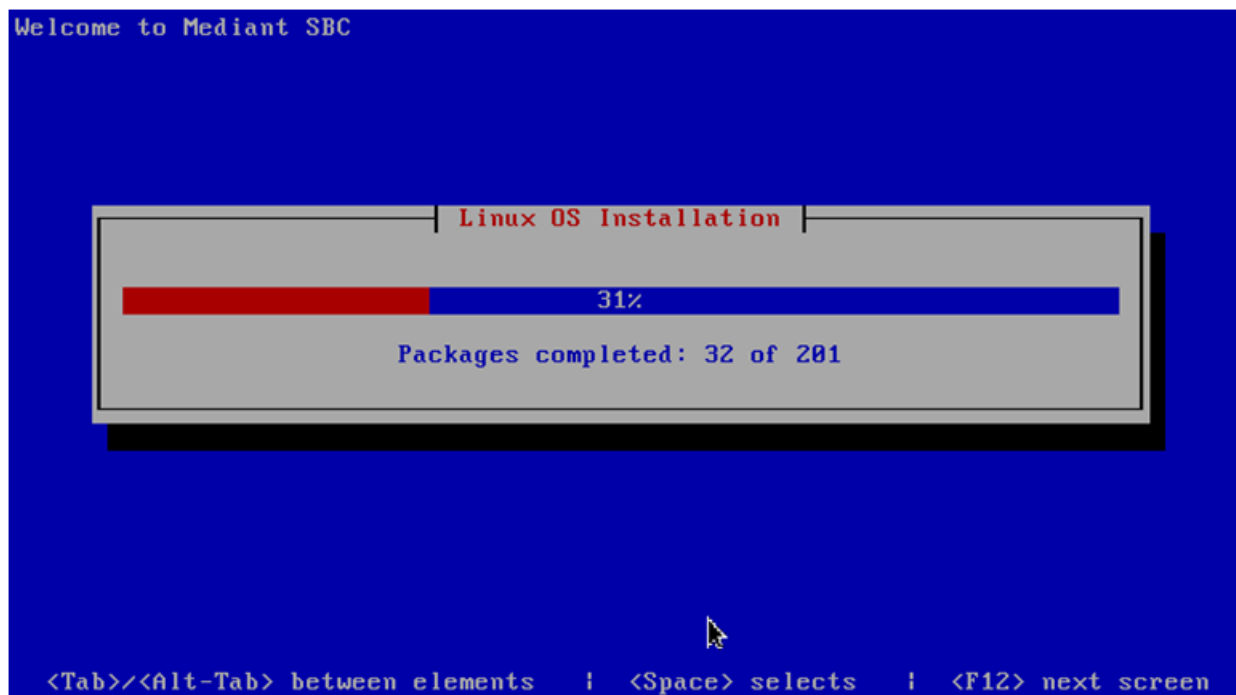 Welcome to Mediant SBC
Linux OS Installation
31%
Packages completed: 32 of 201
<Tab>/<Alt-Tab> between elements | <Space> selects | <F12> next screen